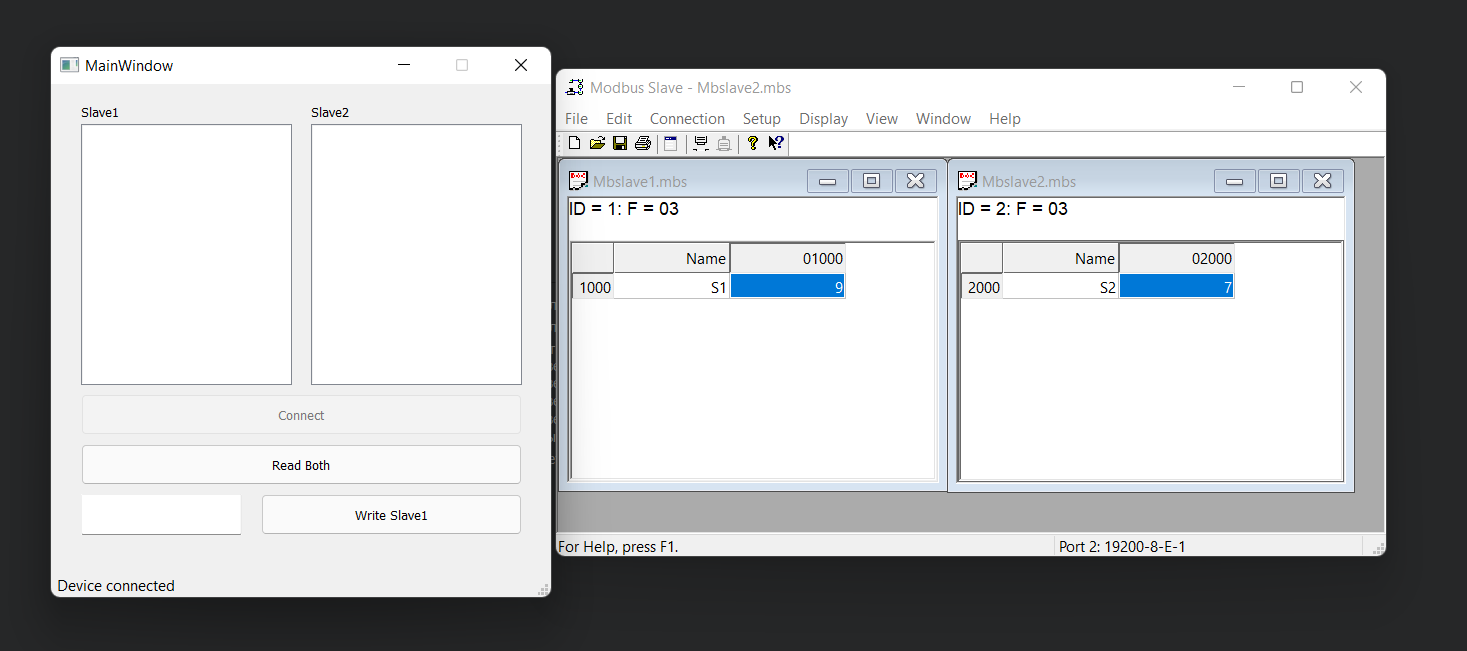 MainWindow
Slave1
Slave2
Connect
Read Both
Write Slave1
Device connected
Modbus Slave - Mbslave2.mbs
File Edit Connection Setup Display View Window Help
Mbslave1.mbs
ID = 1: F = 03
Name 01000
1000 S1 9
Mbslave2.mbs
ID = 2: F = 03
Name 02000
2000 S2 7
For Help, press F1.
Port 2: 19200-8-E-1